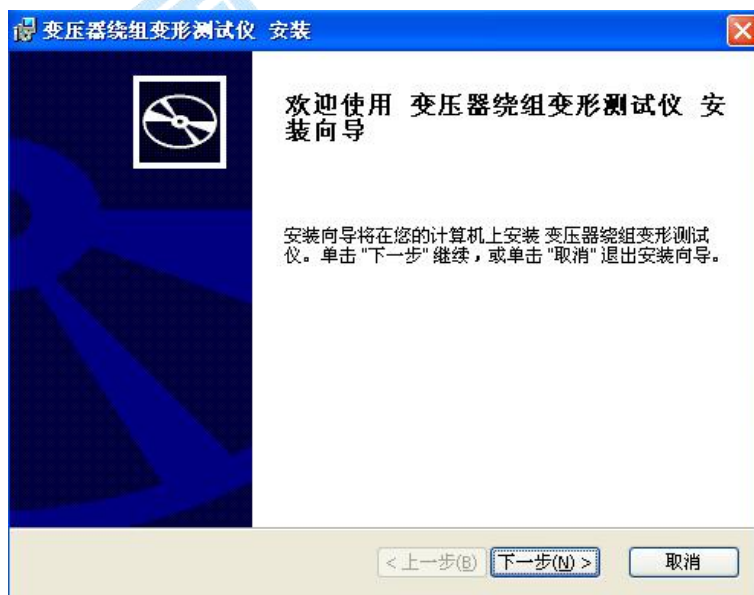 变压器绕组变形测试仪 安装
欢迎使用 变压器绕组变形测试仪 安
装向导
安装向导将在您的计算机上安装 变压器绕组变形测试
仪。单击"下一步"继续，或单击"取消"退出安装向导。
<上一步(B) 下一步(N)> 取消